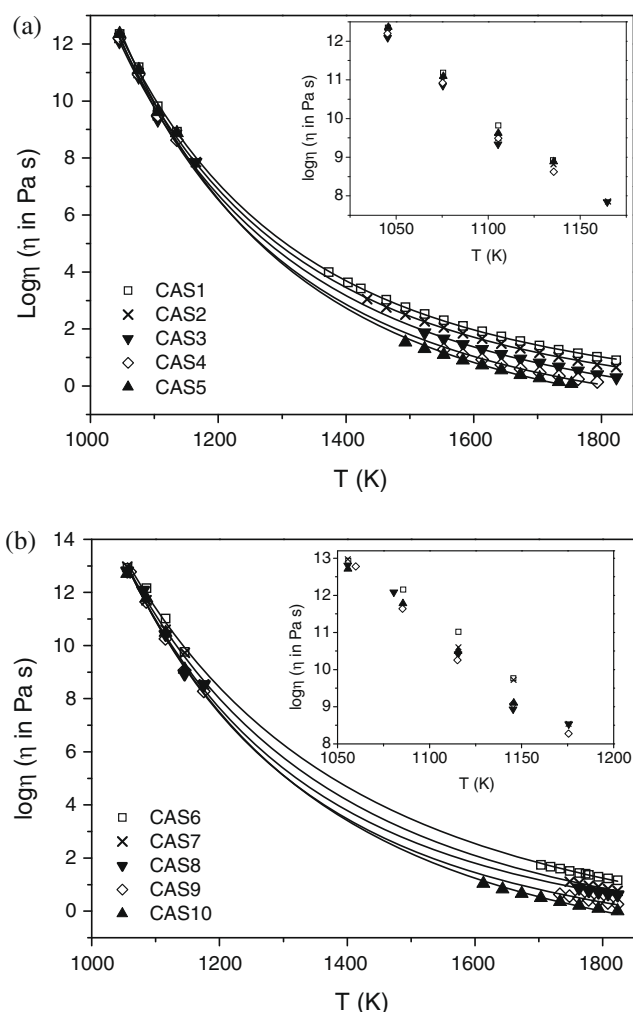 (a)
12
10
8
6
4
2
0
Logη (η in Pa s)
1000 1200 1400 1600 1800
T (K)
CAS1
CAS2
CAS3
CAS4
CAS5
12
11
10
9
8
logη (η in Pa s)
1050 1100 1150
T (K)
(b)
14
12
10
8
6
4
2
0
logη (η in Pa s)
1000 1200 1400 1600 1800
T (K)
CAS6
CAS7
CAS8
CAS9
CAS10
13
12
11
10
9
8
logη (η in Pa s)
1050 1100 1150 1200
T (K)